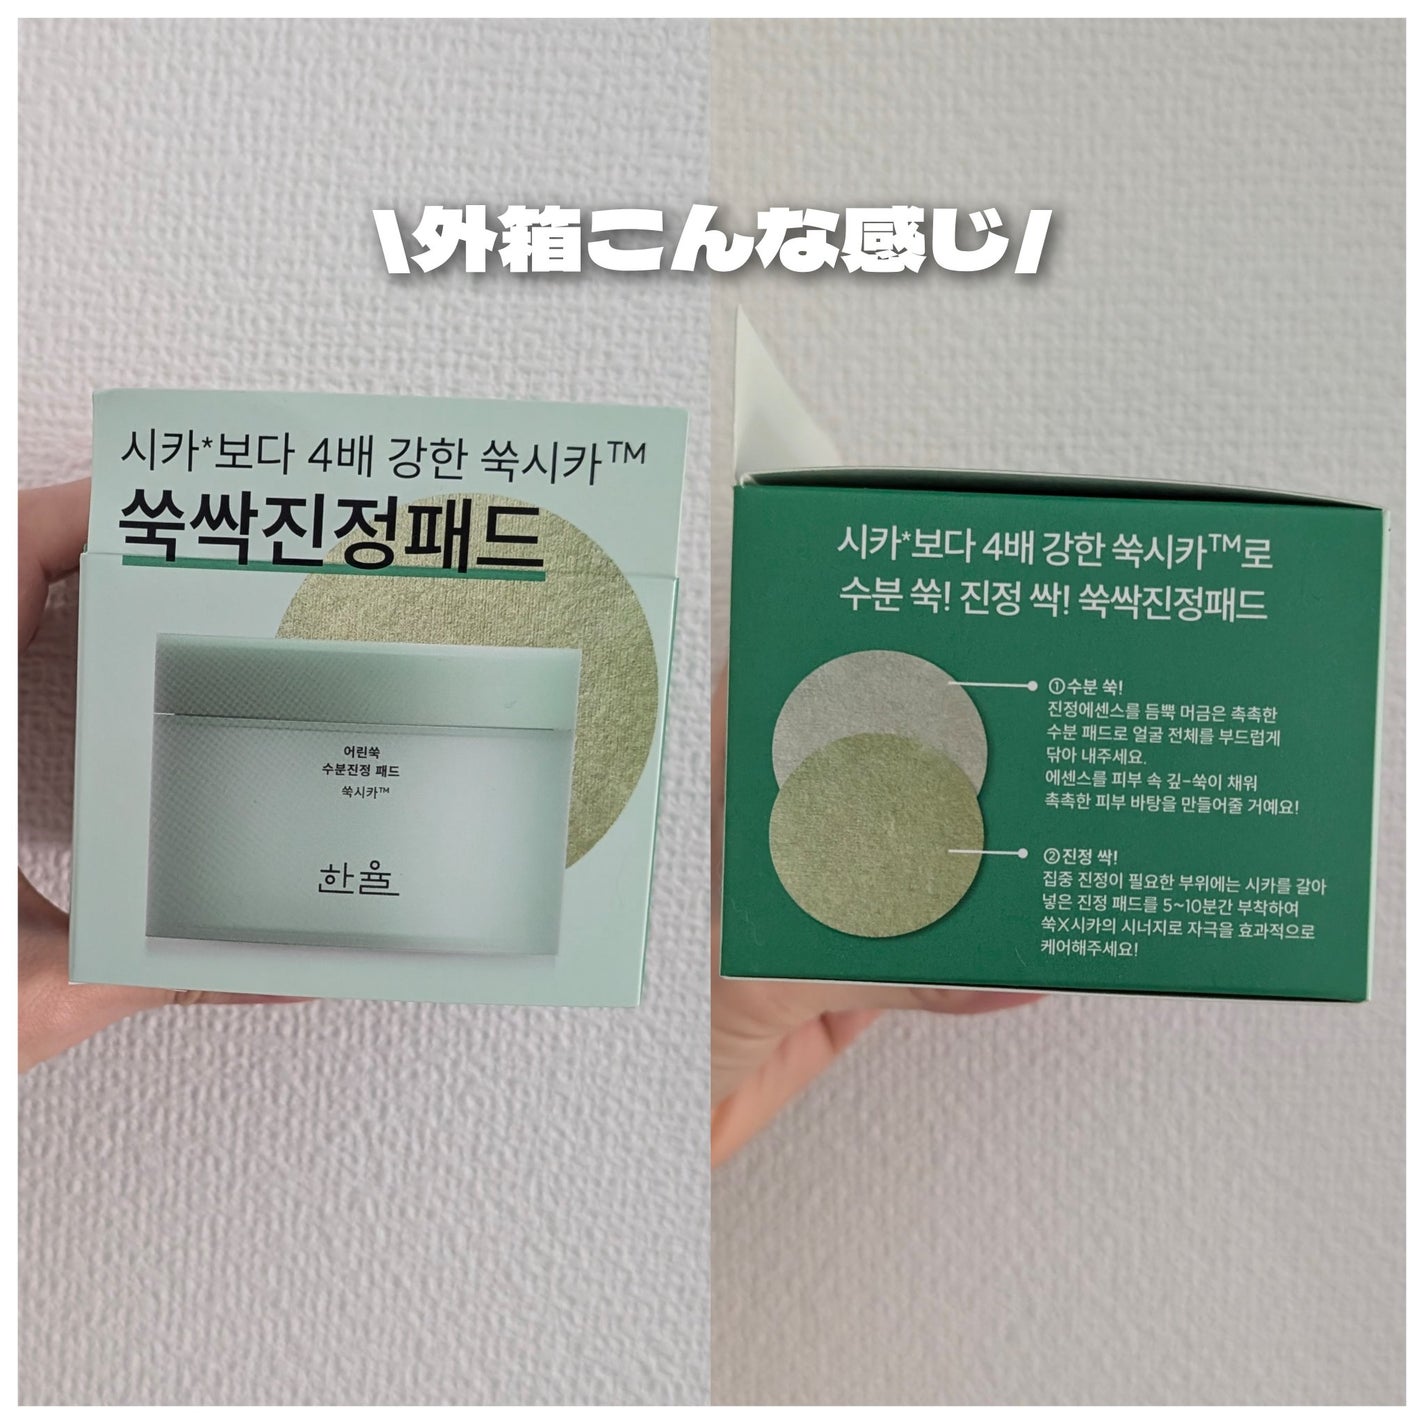 \外箱こんな感じ/
시카*보다 4배 강한 쑥시카™
쑥싹진정패드
어린쑥
수분진정 패드
쑥시카™
한율
시카*보다 4배 강한 쑥시카™로
수분 쑥! 진정 싹! 쑥싹진정패드
①수분 쑥!
진정에센스를 듬뿍 머금은 촉촉한
수분 패드로 얼굴 전체를 부드럽게
닦아 내주세요.
에센스를 피부 속 깊-쑥이 채워
촉촉한 피부 바탕을 만들어줄 거예요!
②진정 싹!
집중 진정이 필요한 부위에는 시카를 갈아
넣은 진정 패드를 5~10분간 부착하여
쑥X시카의 시너지로 자극을 효과적으로
케어해주세요!